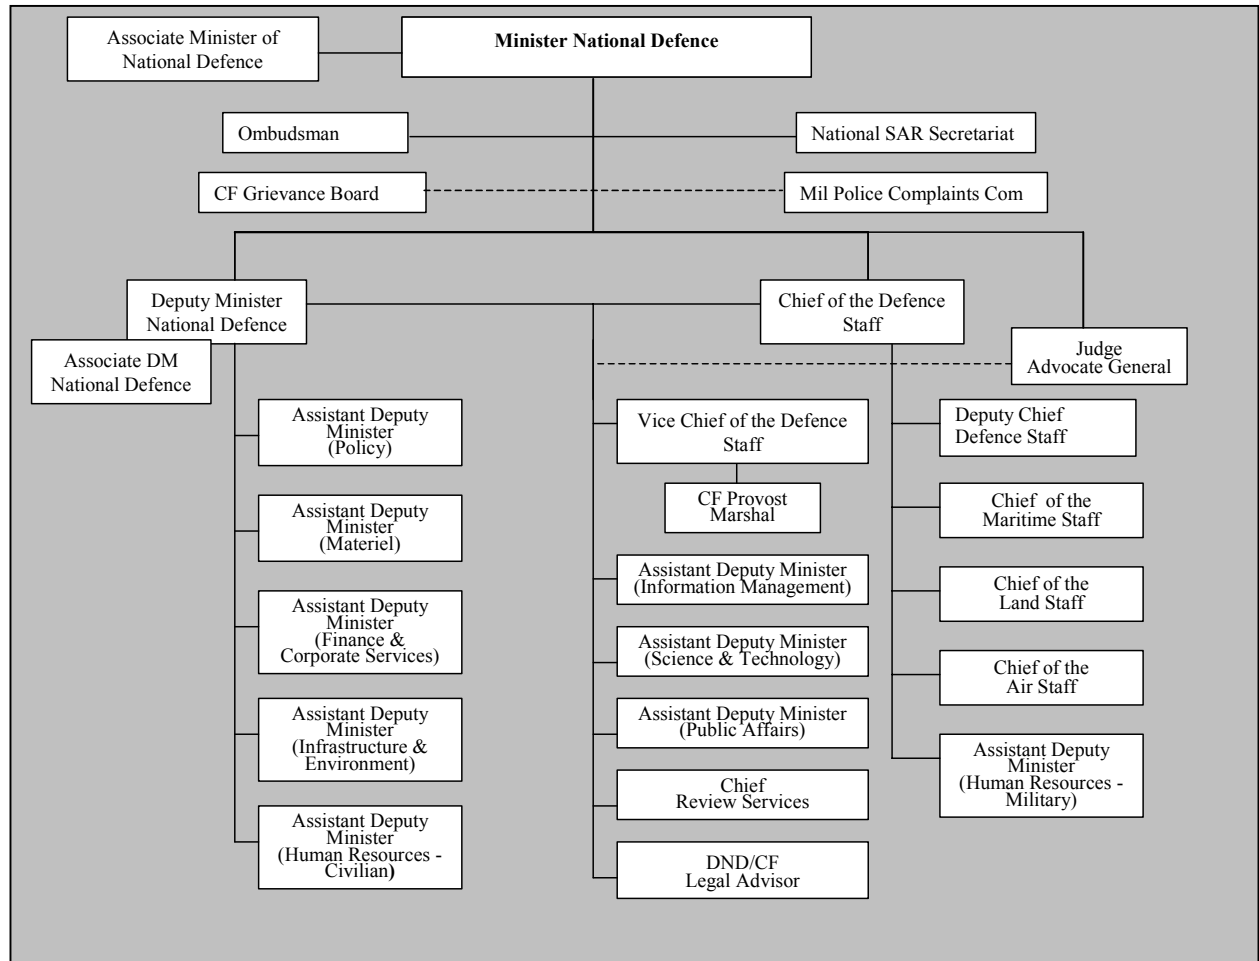 Associate Minister of
National Defence
Minister National Defence
Ombudsman
National SAR Secretariat
CF Grievance Board
Mil Police Complaints Com
Deputy Minister
National Defence
Chief of the Defence
Staff
Associate DM
National Defence
Judge
Advocate General
Assistant Deputy
Minister
(Policy)
Assistant Deputy
Minister
(Materiel)
Assistant Deputy
Minister
(Finance &
Corporate Services)
Assistant Deputy
Minister
(Infrastructure &
Environment)
Assistant Deputy
Minister
(Human Resources -
Civilian)
Vice Chief of the Defence
Staff
CF Provost
Marshal
Assistant Deputy Minister
(Information Management)
Assistant Deputy Minister
(Science & Technology)
Assistant Deputy Minister
(Public Affairs)
Chief
Review Services
DND/CF
Legal Advisor
Deputy Chief
Defence Staff
Chief of the
Maritime Staff
Chief of the
Land Staff
Chief of the
Air Staff
Assistant Deputy
Minister
(Human Resources -
Military)